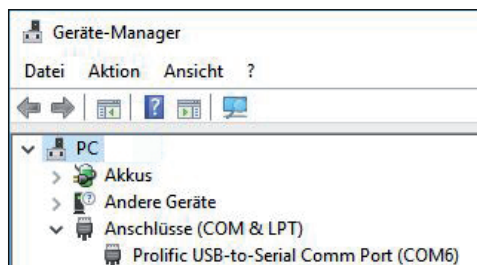 Geräte-Manager
Datei Aktion Ansicht ?
PC
Akkus
Andere Geräte
Anschlüsse (COM & LPT)
Prolific USB-to-Serial Comm Port (COM6)